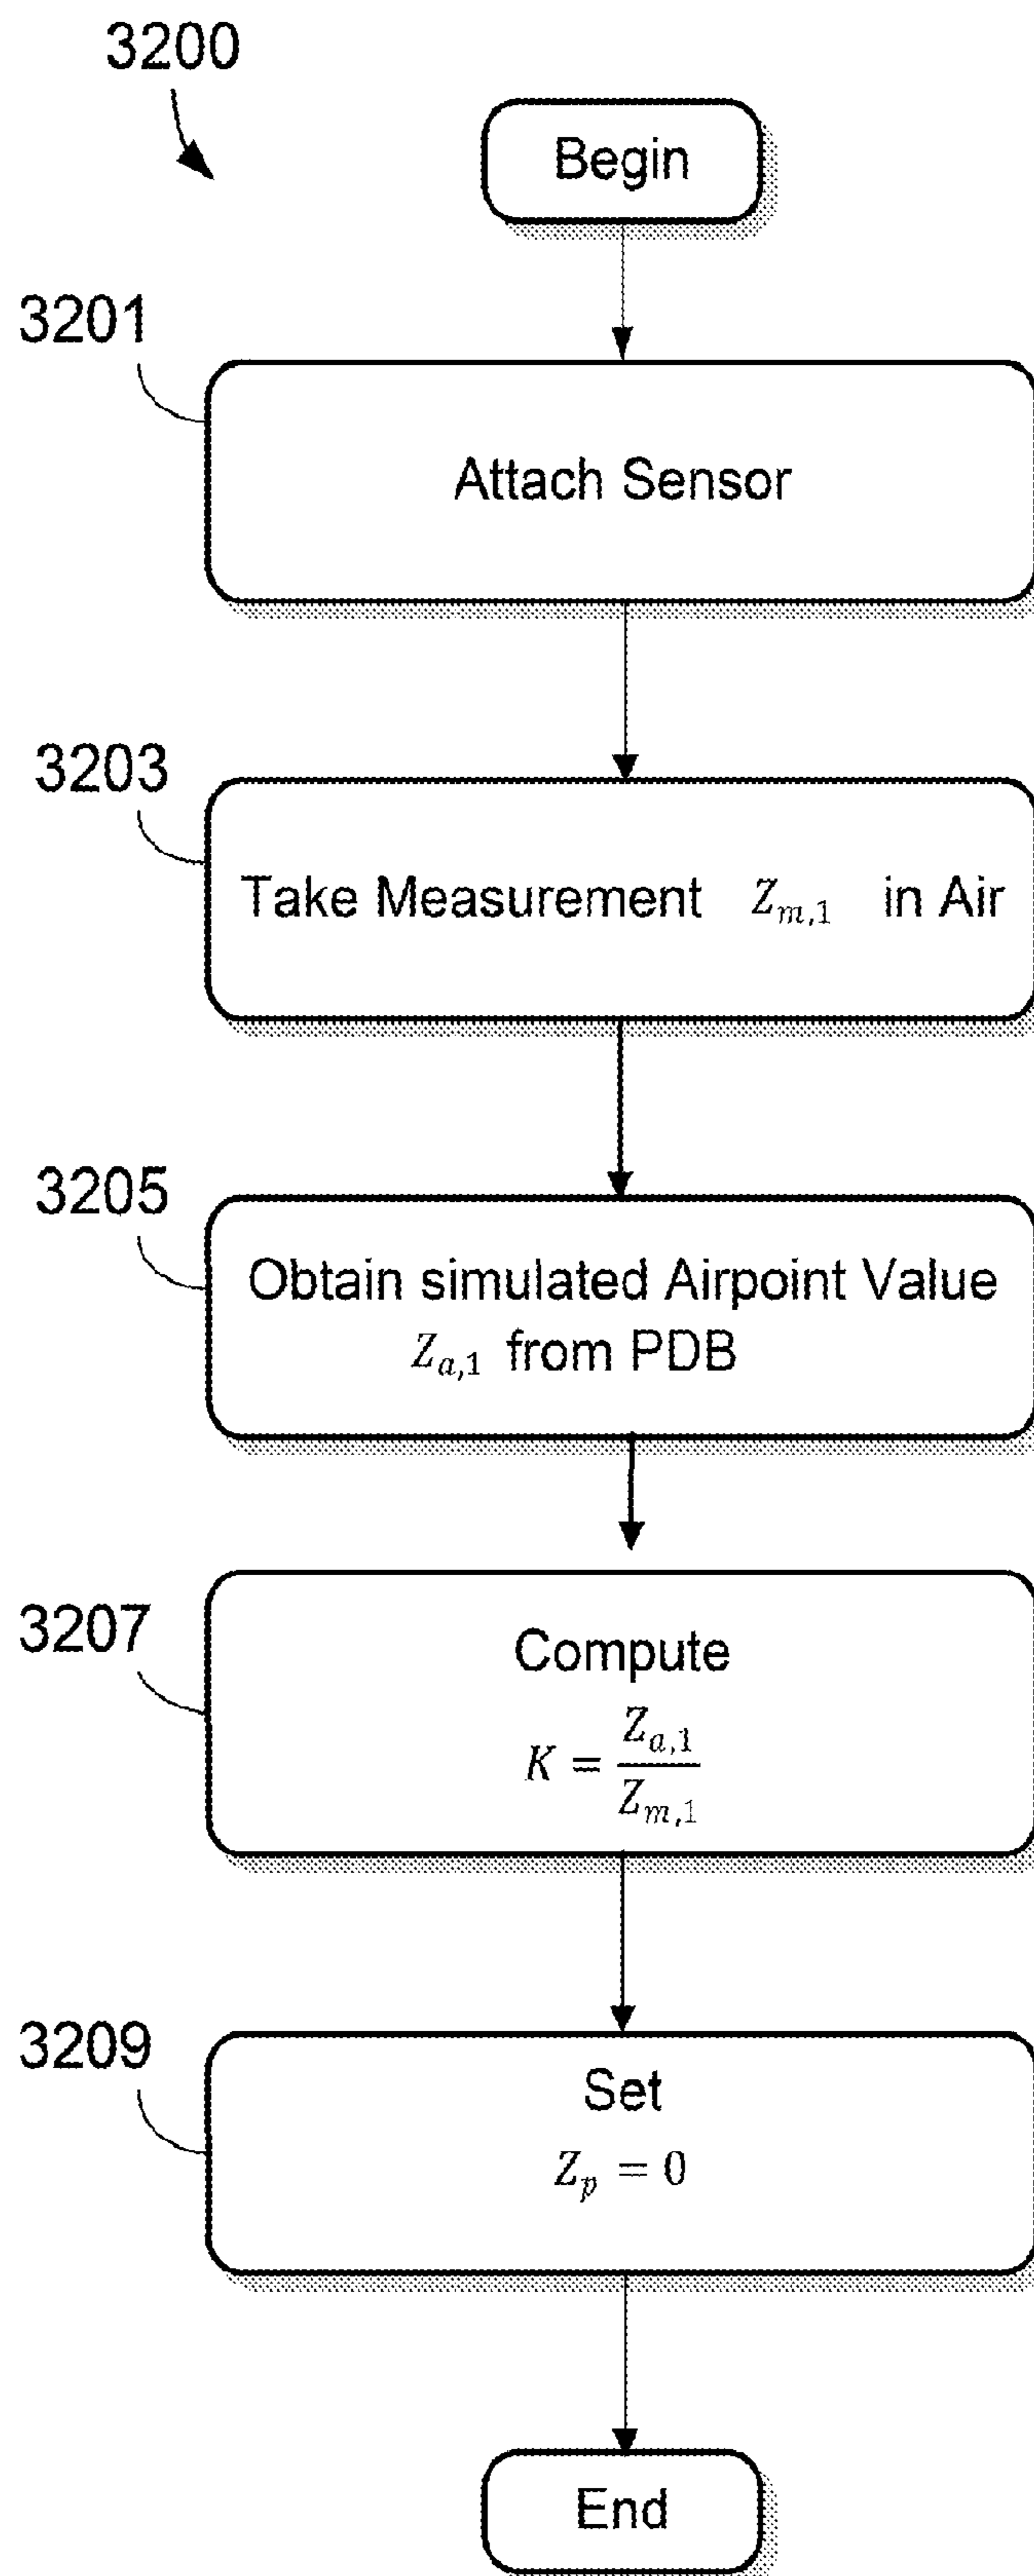 3200
Begin
3201
Attach Sensor
3203
Take Measurement Z_{m,1} in Air
3205
Obtain simulated Airpoint Value
Z_{a,1} from PDB
3207
Compute
K = \frac{Z_{a,1}}{Z_{m,1}}
3209
Set
Z_p = 0
End